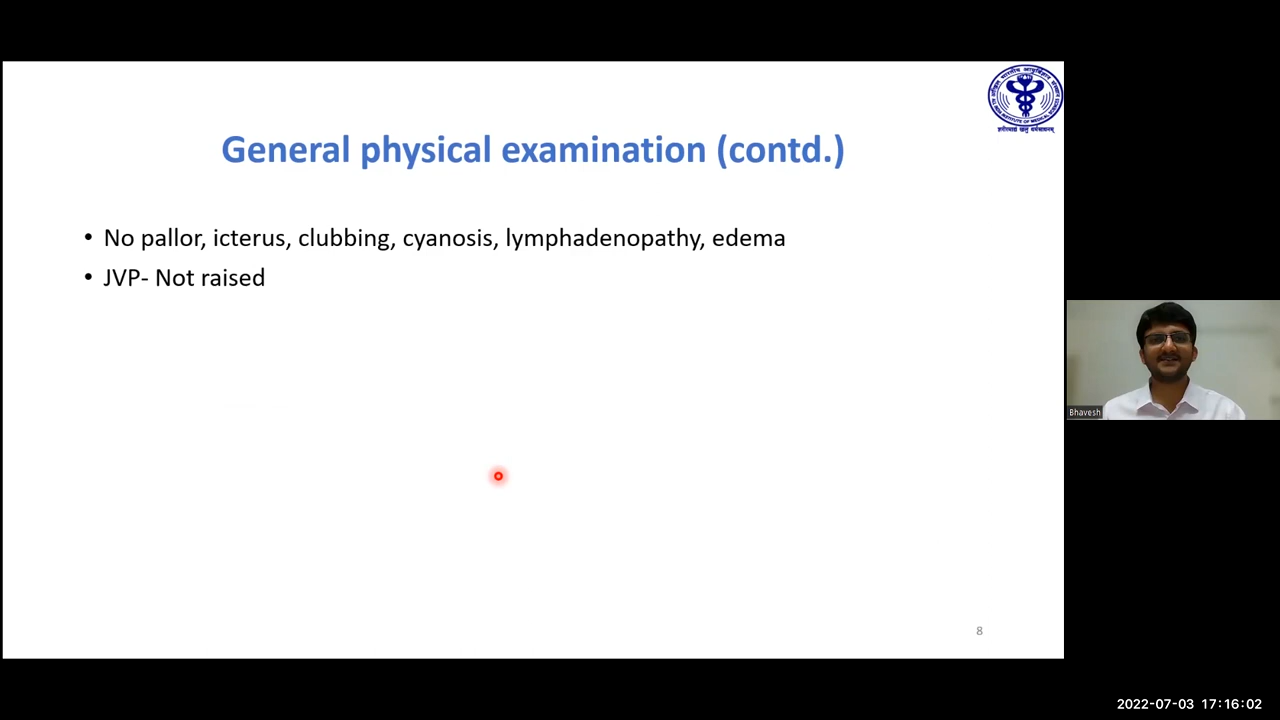 General physical examination (contd.)
• No pallor, icterus, clubbing, cyanosis, lymphadenopathy, edema
• JVP- Not raised
8
Bhavesh
2022-07-03 17:16:02